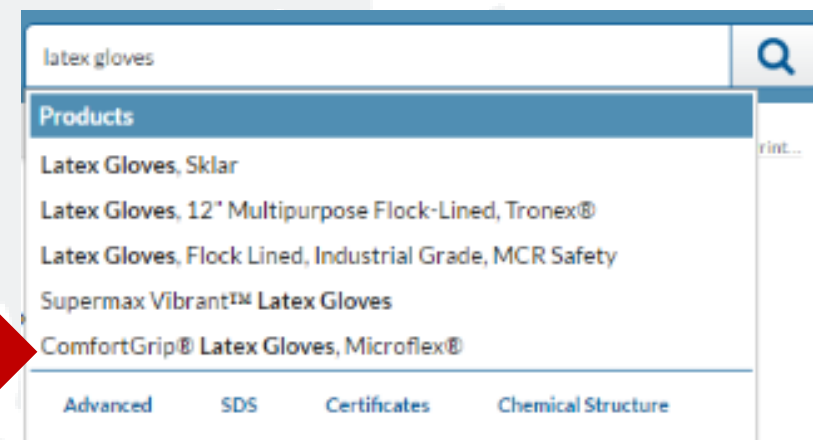 latex gloves
Products
rint...
Latex Gloves, Sklar
Latex Gloves, 12" Multipurpose Flock-Lined, Tronex®
Latex Gloves, Flock Lined, Industrial Grade, MCR Safety
Supermax Vibrant™ Latex Gloves
ComfortGrip® Latex Gloves, Microflex®
Advanced SDS Certificates Chemical Structure